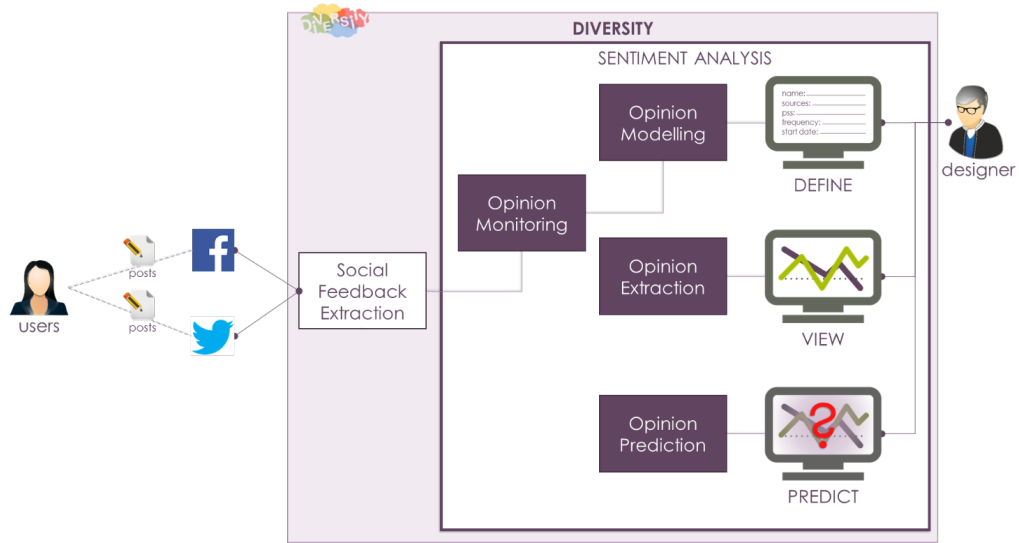 DiVERSiTY
DIVERSITY
SENTIMENT ANALYSIS
Opinion
Modelling
name:
sources:
pss:
frequency:
start date:
DEFINE
designer
Opinion
Monitoring
posts
f
Social
Feedback
Extraction
users
posts
Opinion
Extraction
VIEW
Opinion
Prediction
?
PREDICT